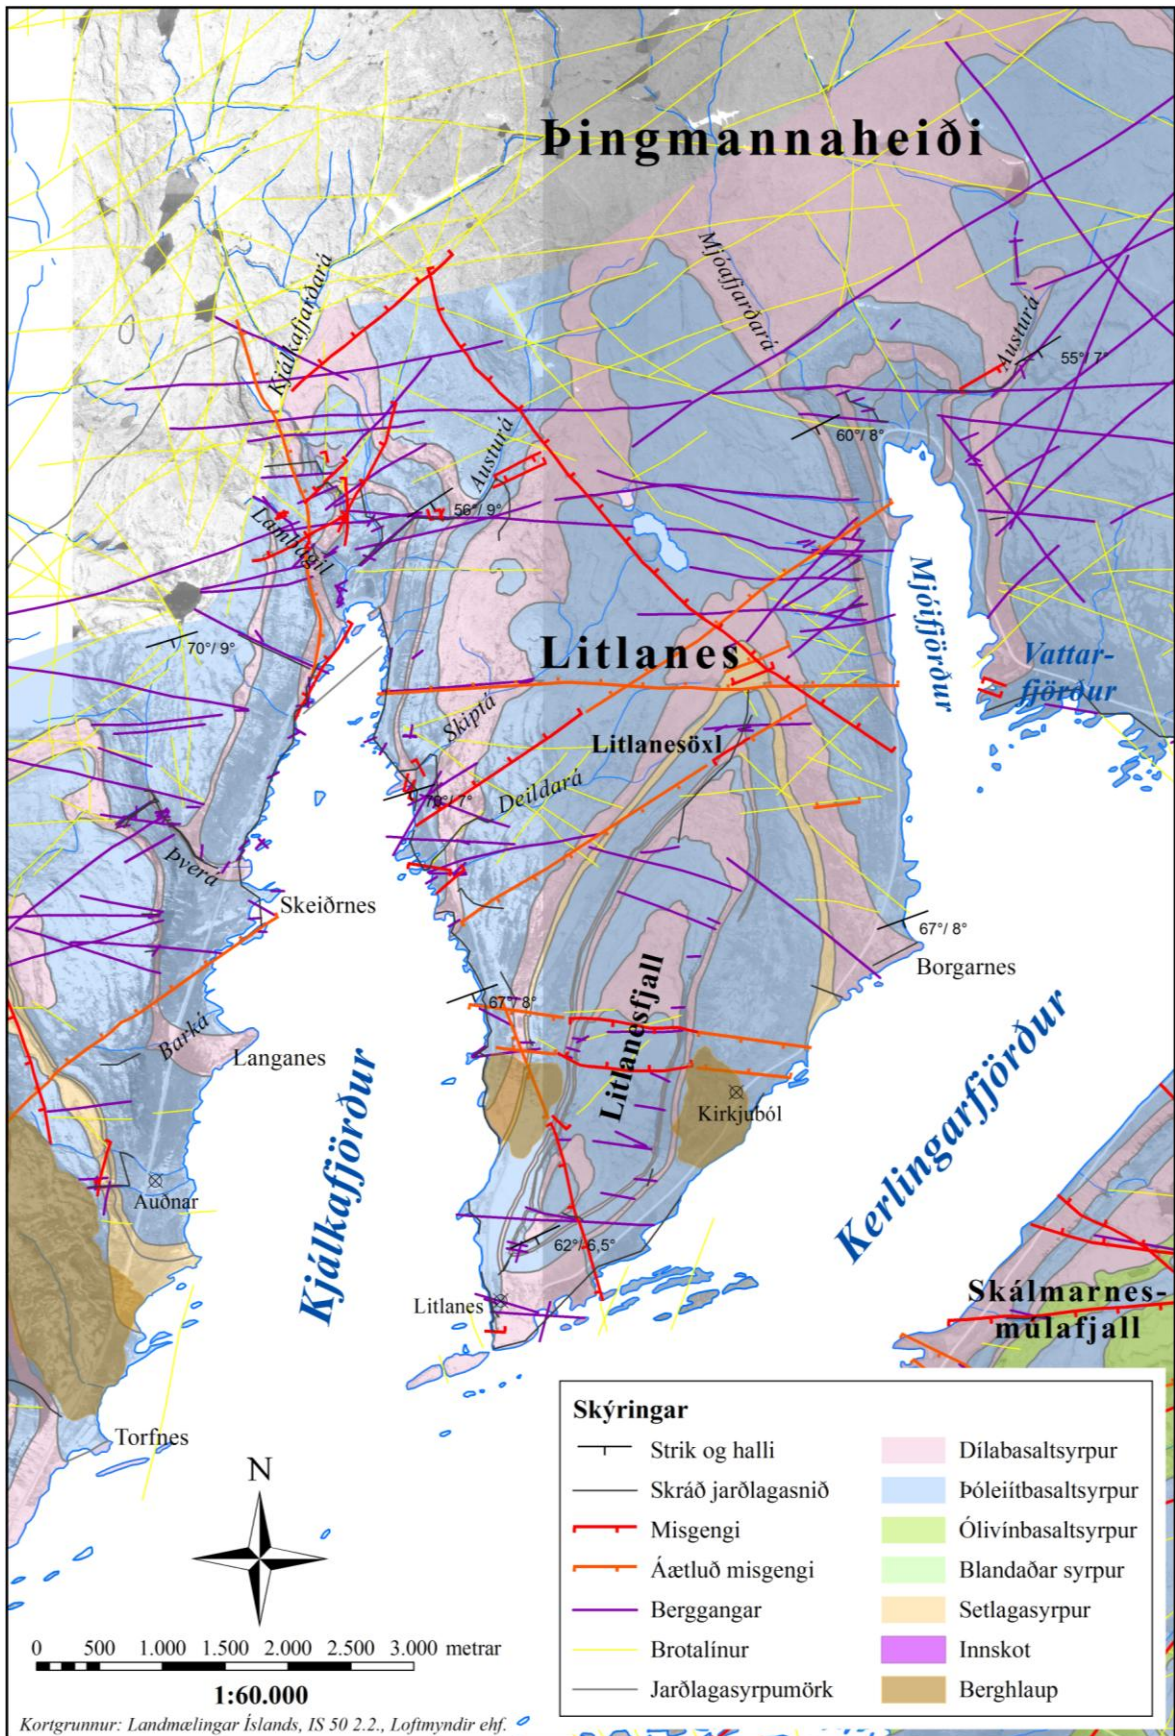 Þingmannaheiði
Kjálkafjarðará
Mjóafjarðará
Austurá
55°/ 7°
60°/ 8°
Austurá
56°/ 9°
Lambagil
Mjóifjörður
70°/ 9°
Litlanes
Vattar-
fjörður
Skiptá
Litlanesöxl
Deildará
Þverá
Skeiðrnes
67°/ 8°
Borgarnes
67°/ 8°
Barká
Langanes
Litlanesfjall
Kirkjuból
Kjálkafjörður
Kerlingarfjörður
Auðnar
62°/ 6,5°
Litlanes
Skálmarnes-
múlafjall
Torfnes
N
0 500 1.000 1.500 2.000 2.500 3.000 metrar
1:60.000
Kortgrunnur: Landmælingar Íslands, IS 50 2.2., Loftmyndir ehf.
Skýringar
Strik og halli
Skráð jarðlagasnið
Misgengi
Áætluð misgengi
Berggangar
Brotalínur
Jarðlagasyrpumörk
Dílabasaltsyrpur
Þóleiítbasaltsyrpur
Ólivínbasaltsyrpur
Blandaðar syrpur
Setlagasyrpur
Innskot
Berghlaup